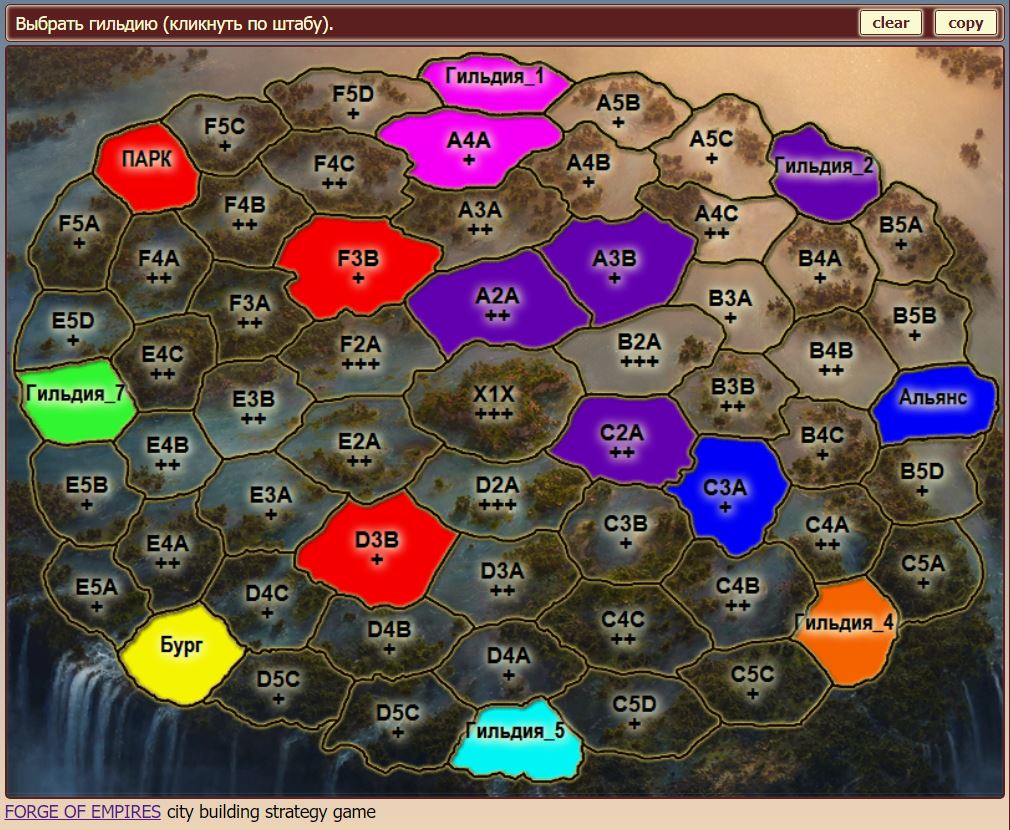 Выбрать гильдию (кликнуть по штабу).
clear
copy
Гильдия_1
F5D
+
A5B
+
F5C
+
A4A
+
A5C
+
ПАРК
F4C
++
A4B
+
Гильдия_2
F4B
++
A3A
++
A4C
++
F5A
+
B5A
+
F4A
++
F3B
+
A3B
+
B4A
+
F3A
++
A2A
++
B3A
+
E5D
+
B5B
+
E4C
++
F2A
+++
B2A
+++
B4B
++
Гильдия_7
E3B
++
X1X
+++
B3B
++
Альянс
E4B
++
E2A
++
C2A
++
B4C
+
E5B
+
E3A
+
D2A
+++
C3A
+
B5D
+
E4A
++
D3B
+
C3B
+
C4A
++
E5A
+
D4C
+
D3A
++
C4B
++
C5A
+
Бург
D4B
+
C4C
++
Гильдия_4
D5C
+
D4A
+
C5C
+
D5C
+
Гильдия_5
C5D
+
FORGE OF EMPIRES city building strategy game